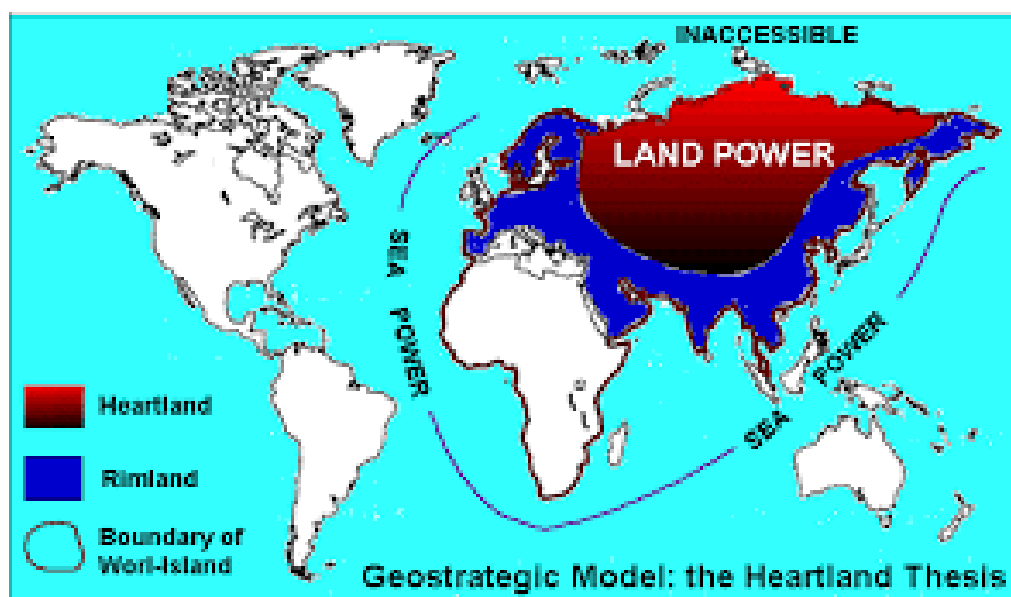 INACCESSIBLE
LAND POWER
SEA POWER
SEA POWER
Heartland
Rimland
Boundary of
Worl-Island
Geostrategic Model: the Heartland Thesis